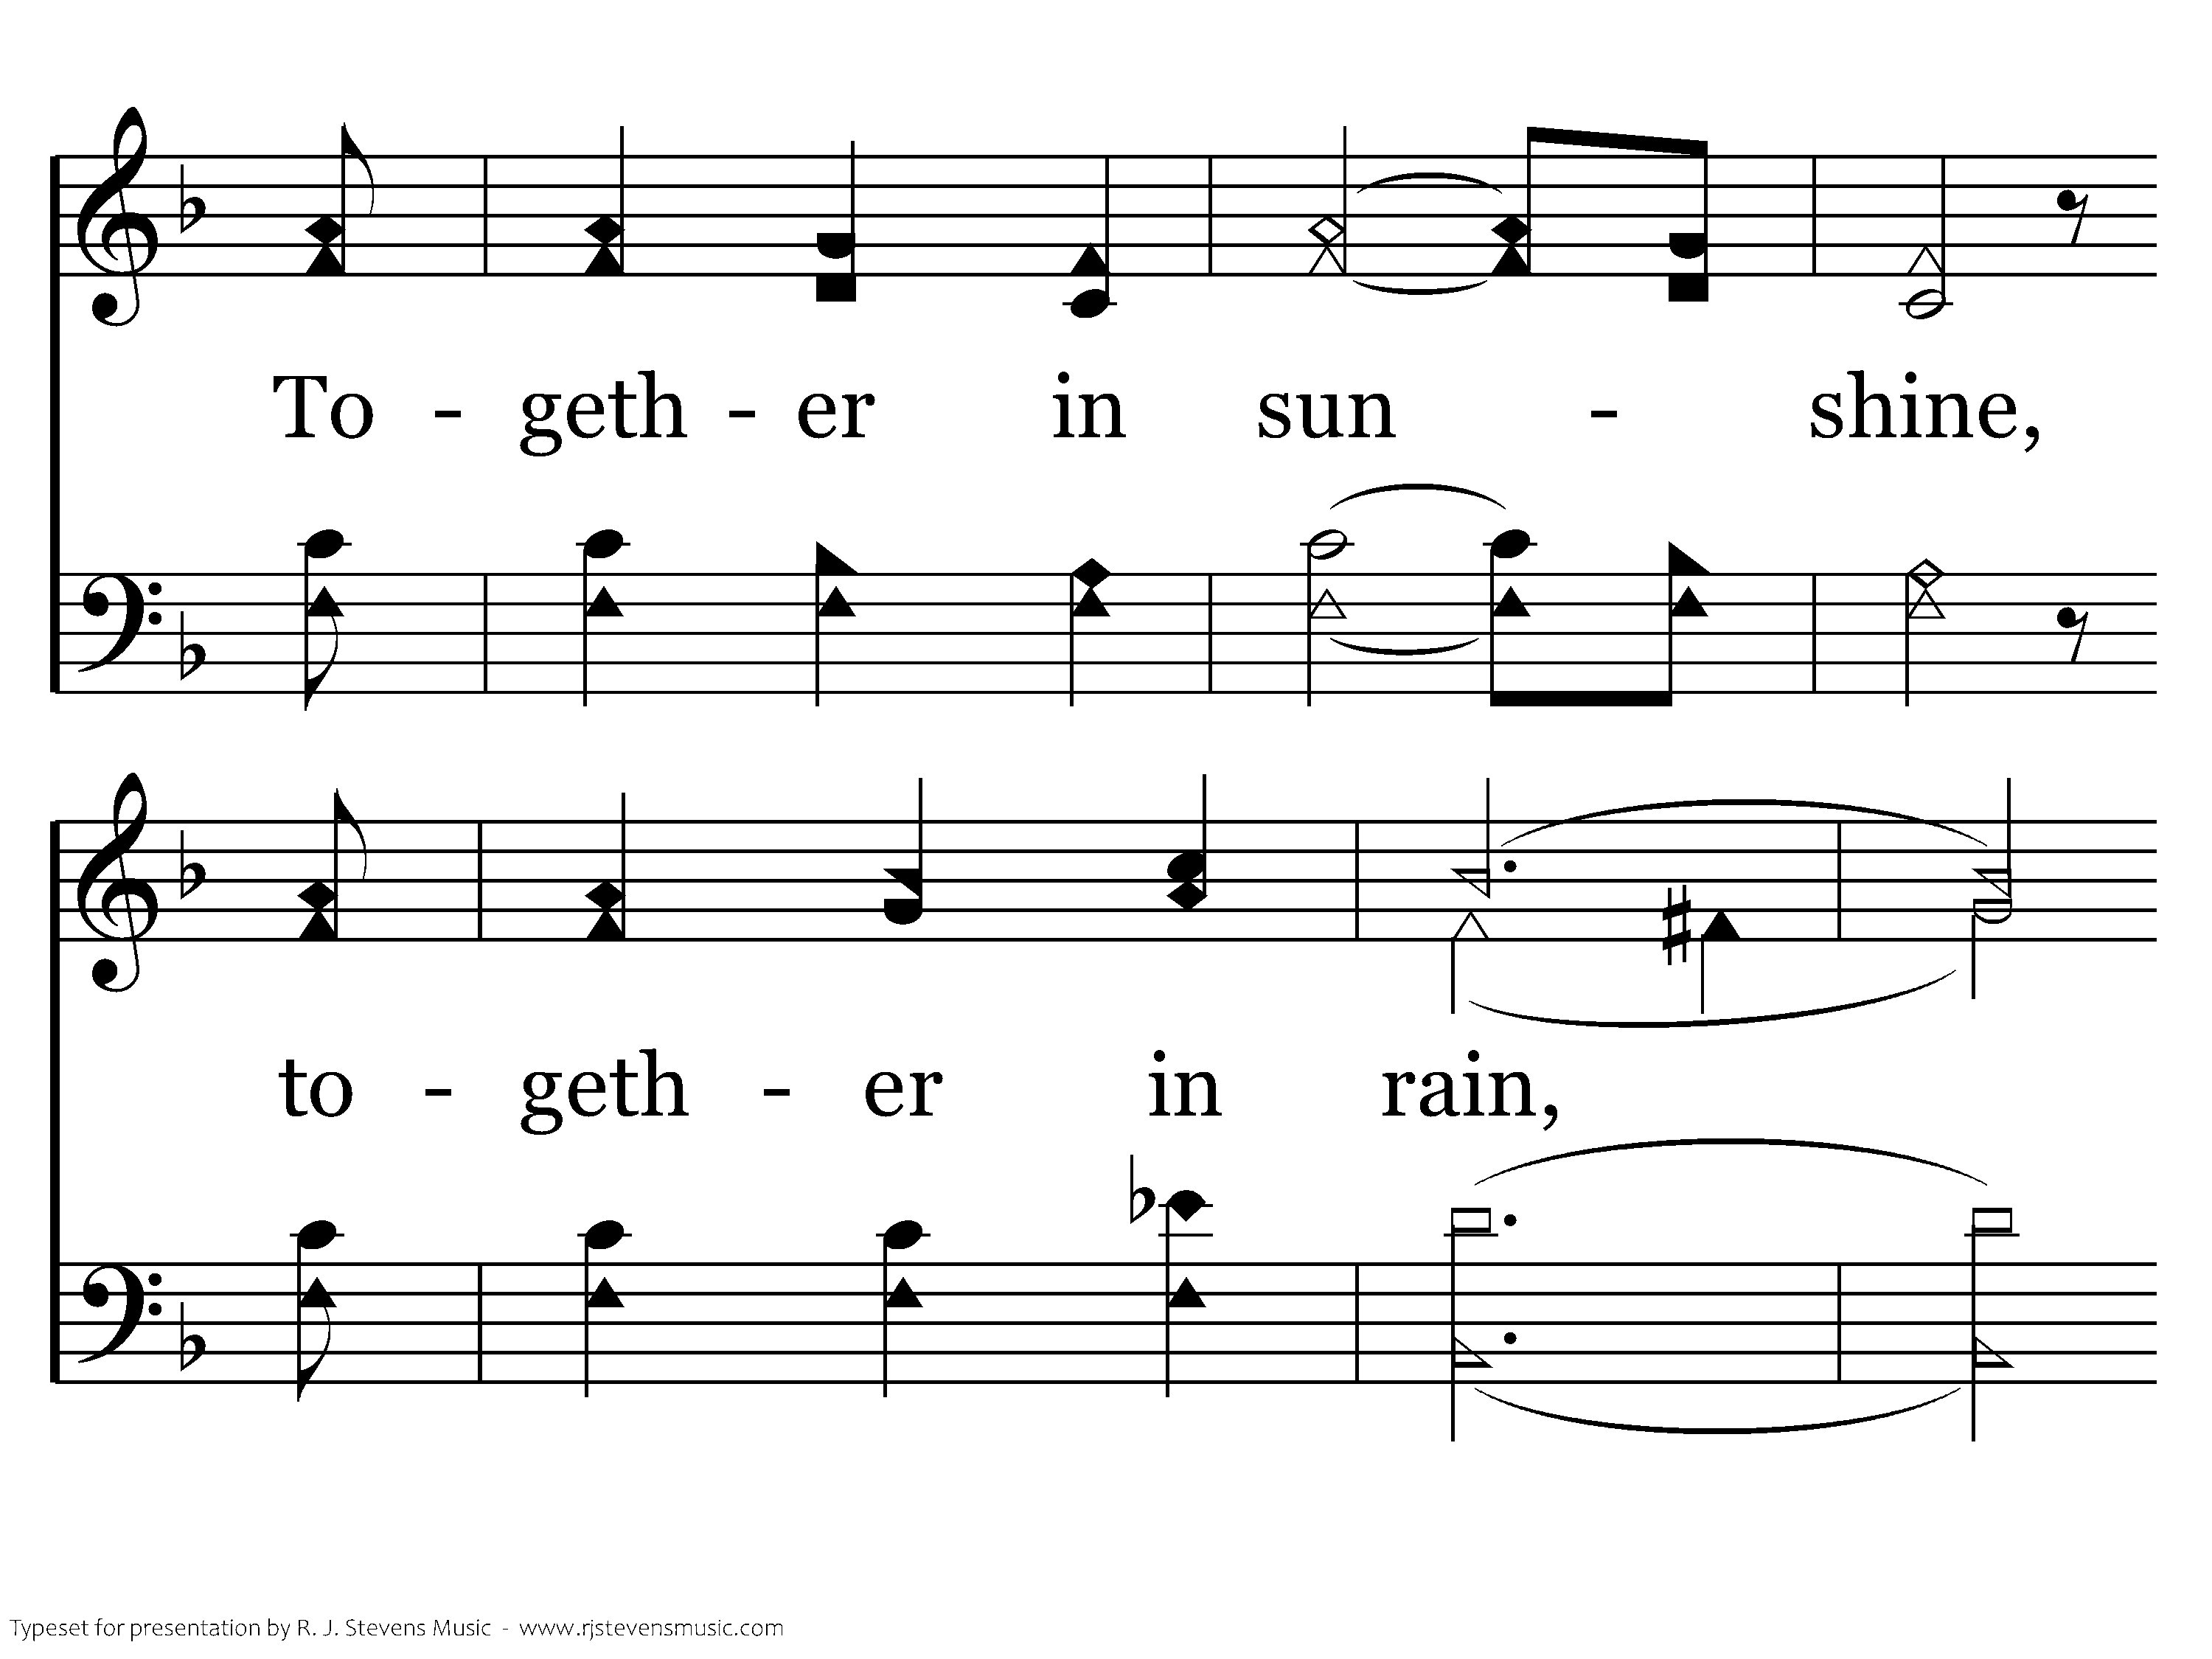 To - geth - er in sun - shine,
to - geth - er in rain,
Typeset for presentation by R. J. Stevens Music - www.rjstevensmusic.com